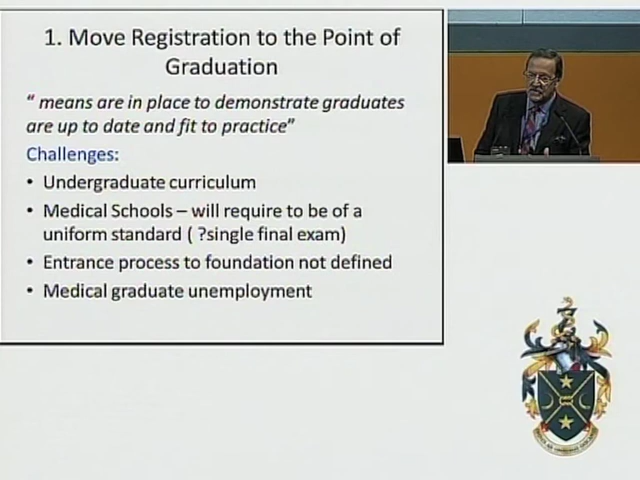 1. Move Registration to the Point of
Graduation
“ means are in place to demonstrate graduates
are up to date and fit to practice”
Challenges:
• Undergraduate curriculum
• Medical Schools – will require to be of a
uniform standard ( ?single final exam)
• Entrance process to foundation not defined
• Medical graduate unemployment